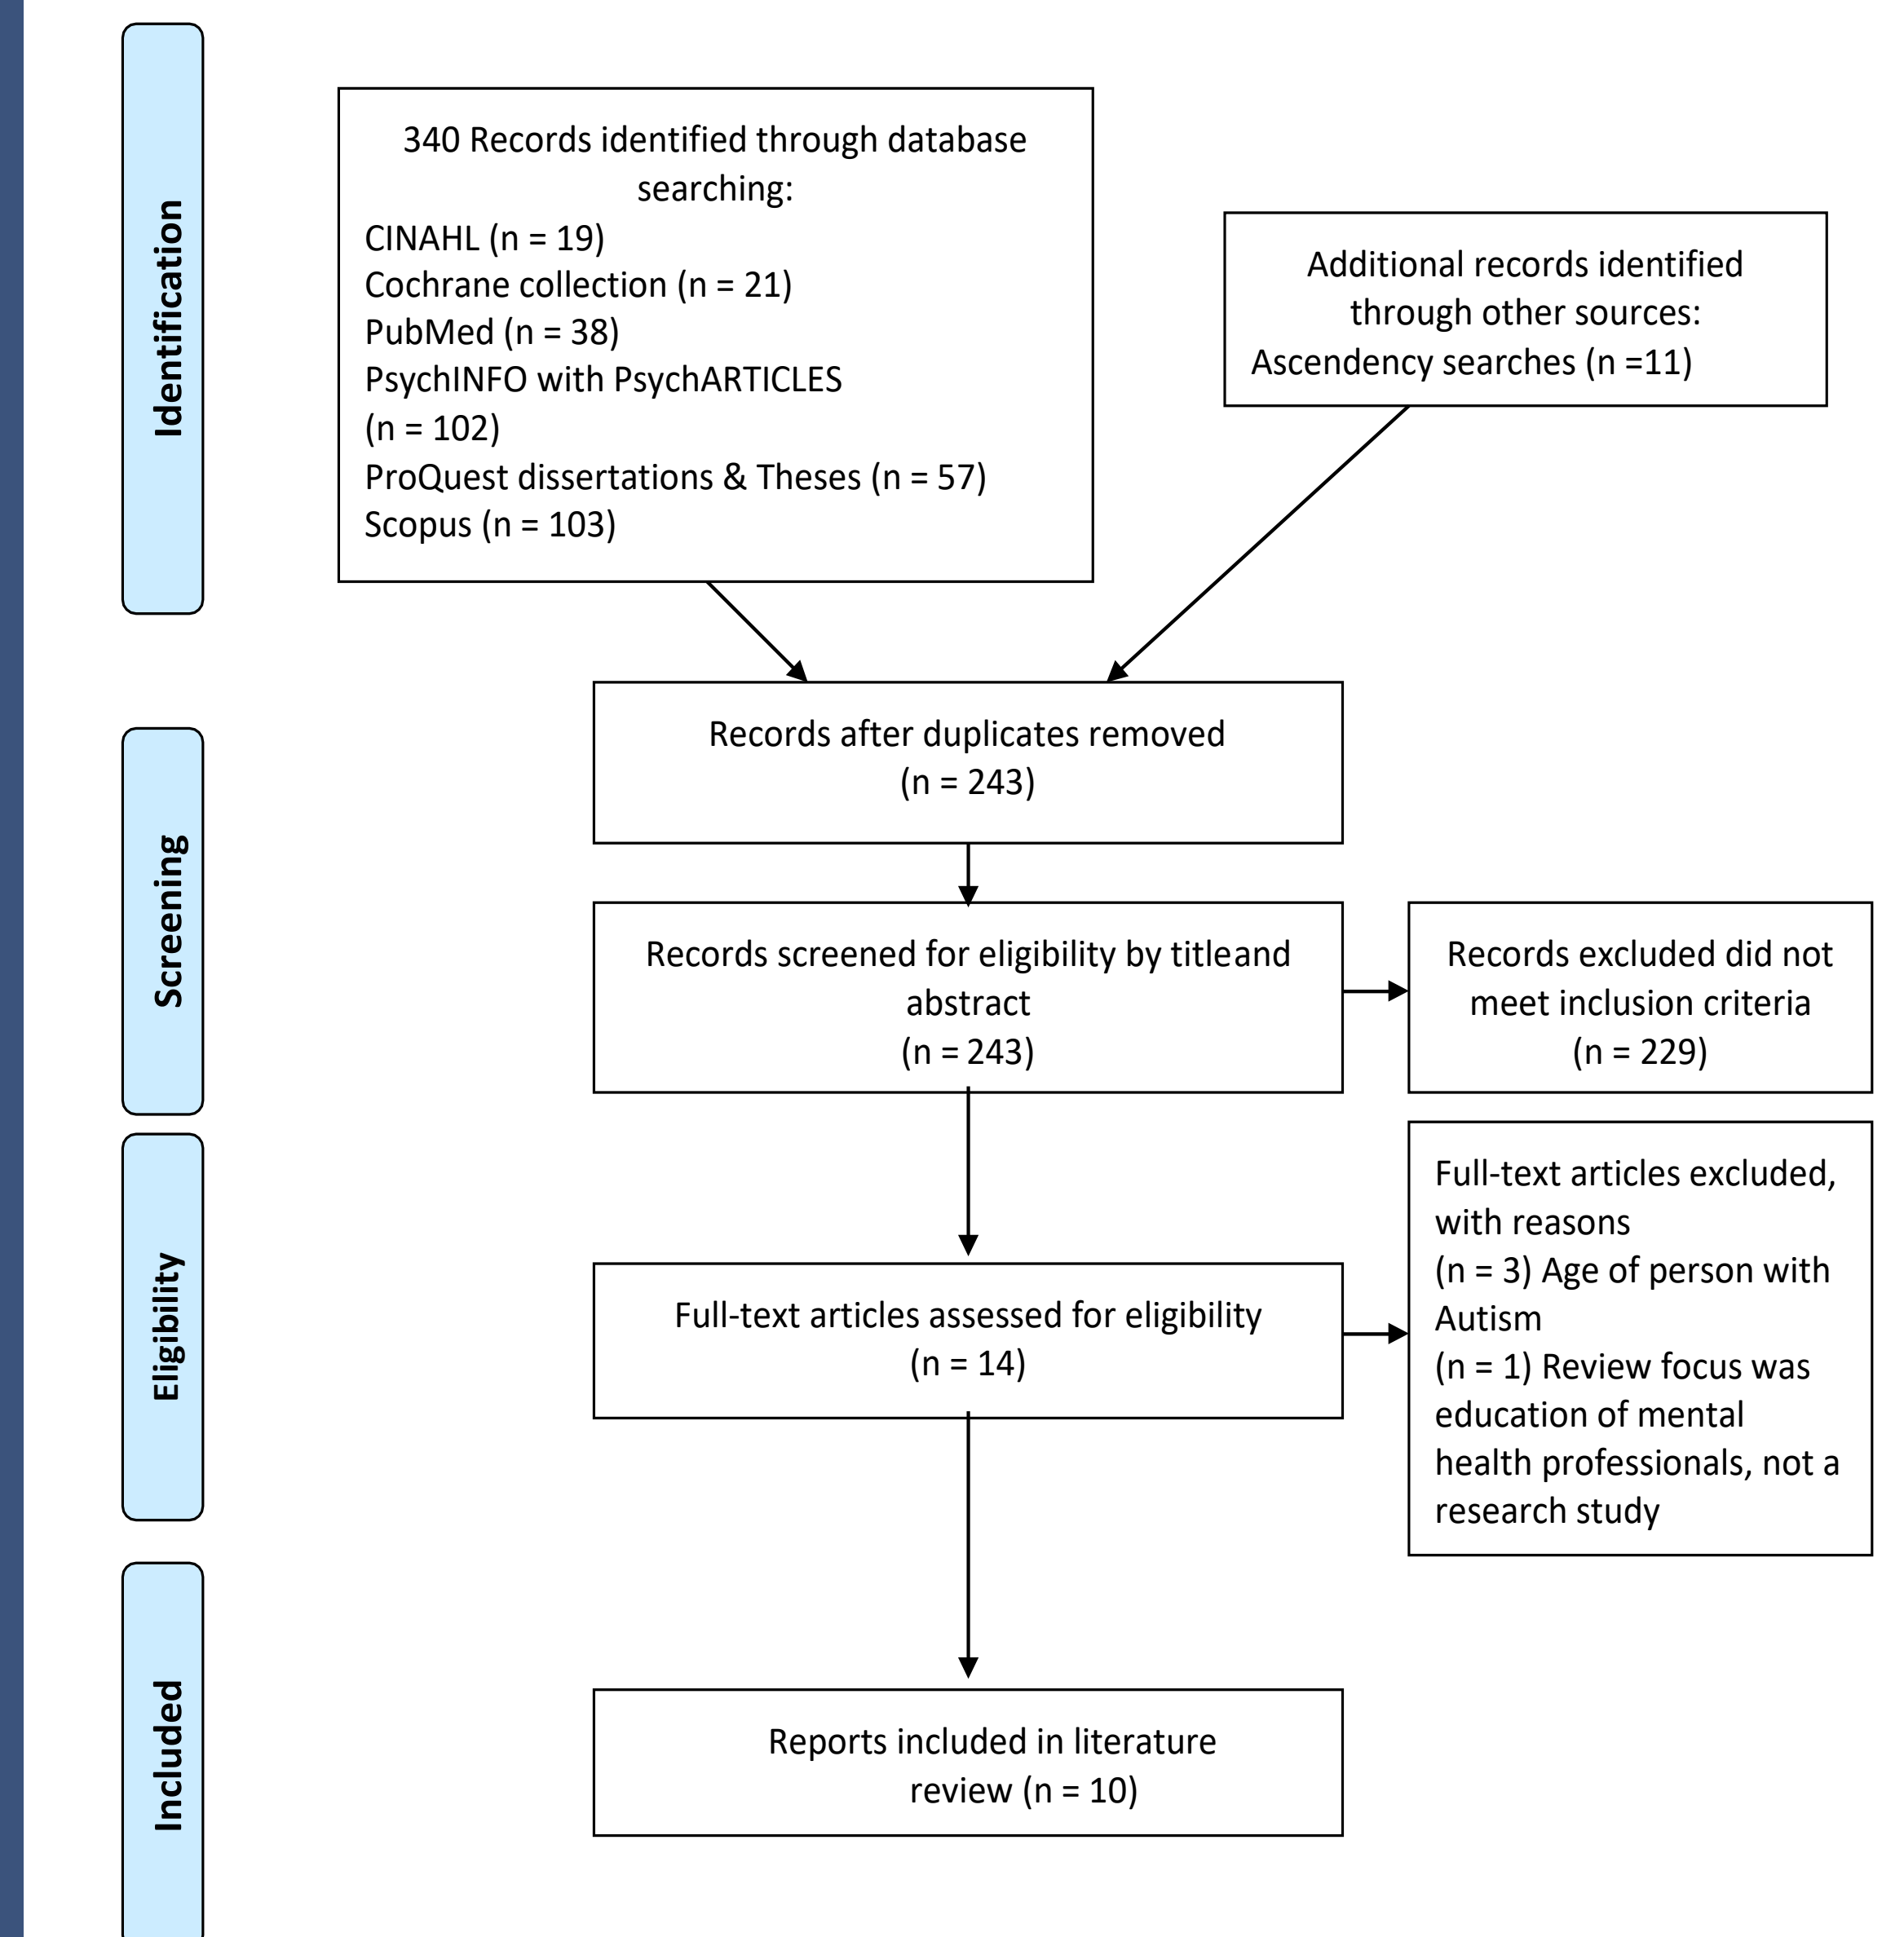 Identification
340 Records identified through database
searching:
CINAHL (n = 19)
Cochrane collection (n = 21)
PubMed (n = 38)
PsychINFO with PsychARTICLES
(n = 102)
ProQuest dissertations & Theses (n = 57)
Scopus (n = 103)
Additional records identified
through other sources:
Ascendency searches (n =11)
Screening
Records after duplicates removed
(n = 243)
Records screened for eligibility by titleand
abstract
(n = 243)
Records excluded did not
meet inclusion criteria
(n = 229)
Eligibility
Full-text articles assessed for eligibility
(n = 14)
Full-text articles excluded,
with reasons
(n = 3) Age of person with
Autism
(n = 1) Review focus was
education of mental
health professionals, not a
research study
Included
Reports included in literature
review (n = 10)